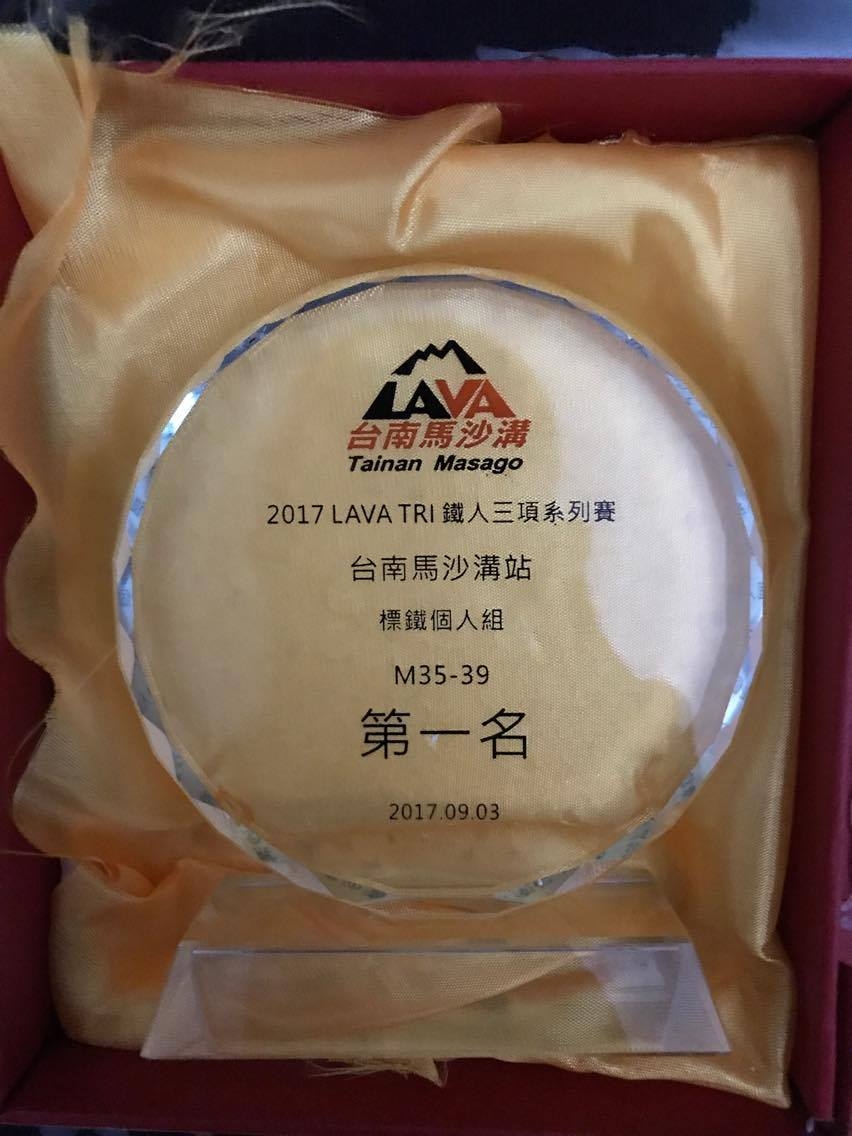 LAVA
台南馬沙溝
Tainan Masago
2017 LAVA TRI 鐵人三項系列賽
台南馬沙溝站
標鐵個人組
M35-39
第一名
2017.09.03